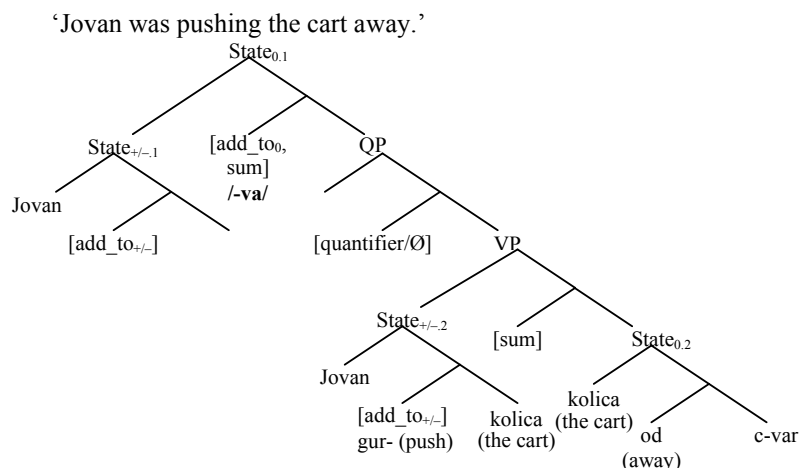 ‘Jovan was pushing the cart away.’
State0.1
State+/–.1
[add_to0,
sum]
/-va/
QP
Jovan
[add_to+/–]
[quantifier/Ø]
VP
State+/–.2
[sum]
State0.2
Jovan
[add_to+/–]
gur- (push)
kolica
(the cart)
kolica
(the cart)
od
(away)
c-var